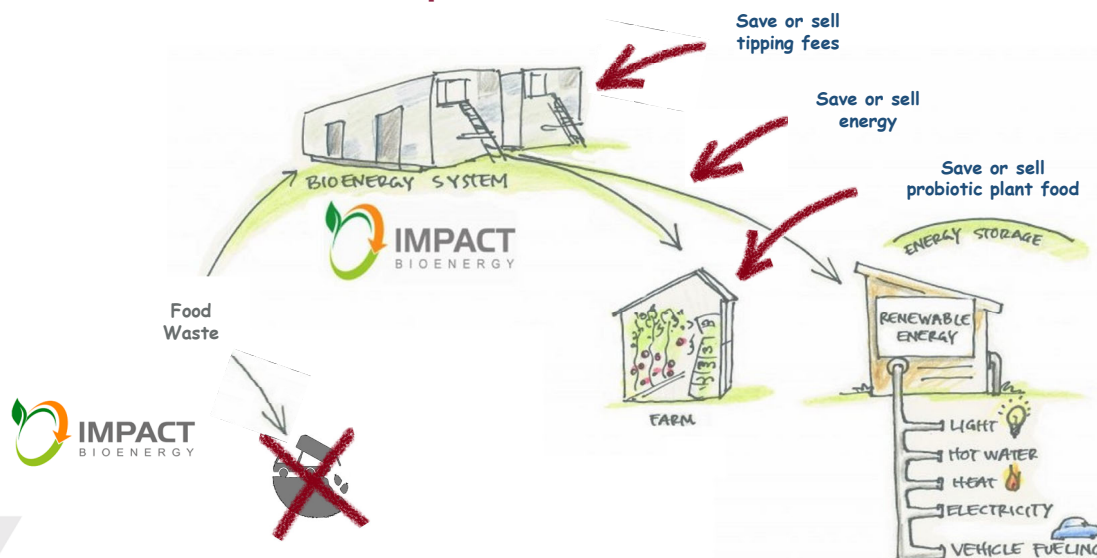 Save or sell
tipping fees
Save or sell
energy
Save or sell
probiotic plant food
BIOENERGY SYSTEM
IMPACT
BIOENERGY
ENERGY STORAGE
Food
Waste
RENEWABLE
ENERGY
FARM
IMPACT
BIOENERGY
LIGHT
HOT WATER
HEAT
ELECTRICITY
VEHICLE FUELING